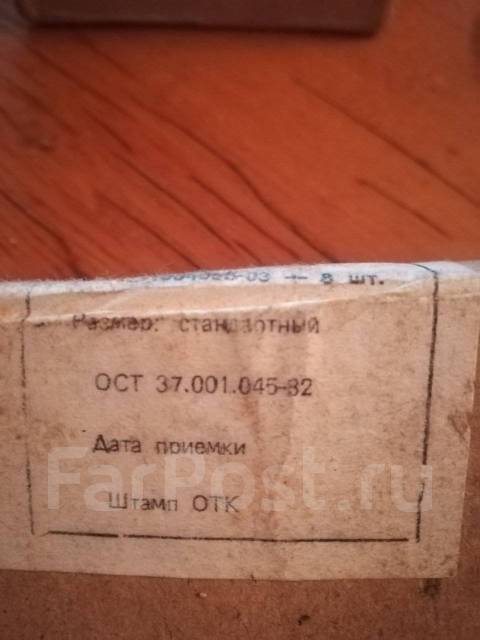 — 8 шт.
Размер: стандартный
ОСТ 37.001.045-82
Дата приемки
Штамп ОТК
FarPost.ru